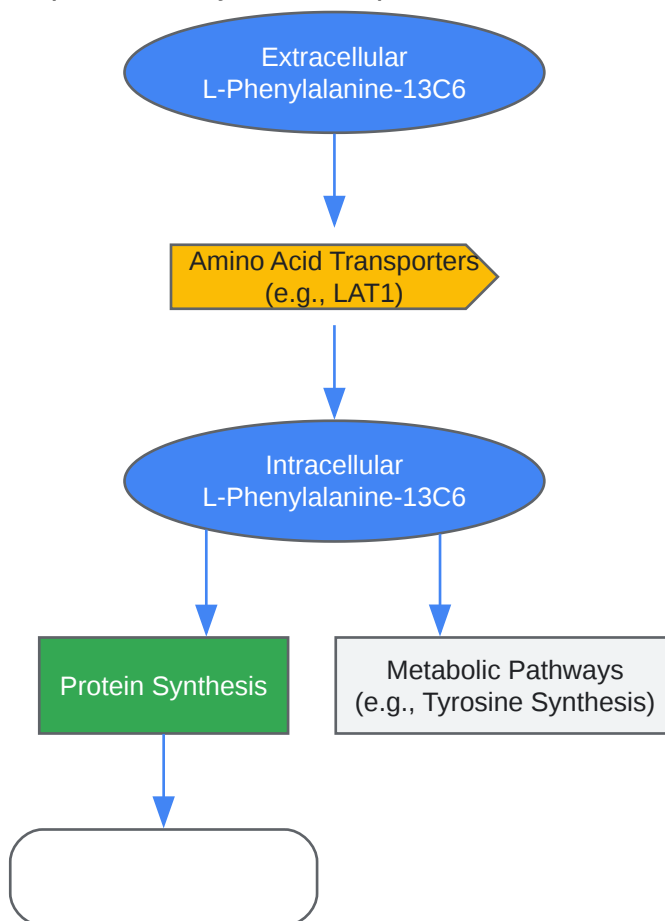 Extracellular
L-Phenylalanine-13C6
Amino Acid Transporters
(e.g., LAT1)
Intracellular
L-Phenylalanine-13C6
Protein Synthesis
Metabolic Pathways
(e.g., Tyrosine Synthesis)